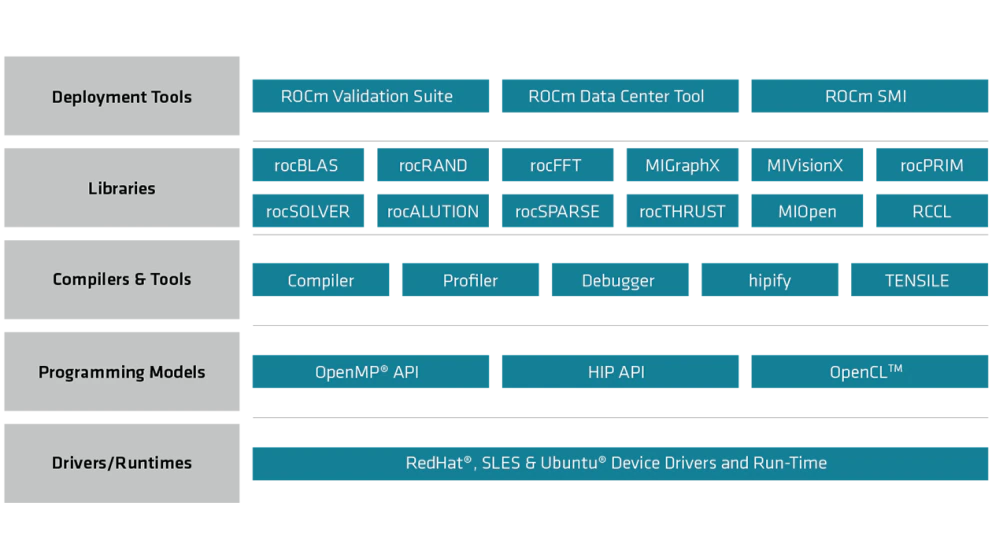 Deployment Tools
ROCm Validation Suite
ROCm Data Center Tool
ROCm SMI
Libraries
rocBLAS
rocRAND
rocFFT
MIGraphX
MIVisionX
rocPRIM
rocSOLVER
rocALUTION
rocSPARSE
rocTHRUST
MIOpen
RCCL
Compilers & Tools
Compiler
Profiler
Debugger
hipify
TENSILE
Programming Models
OpenMP® API
HIP API
OpenCL™
Drivers/Runtimes
RedHat®, SLES & Ubuntu® Device Drivers and Run-Time